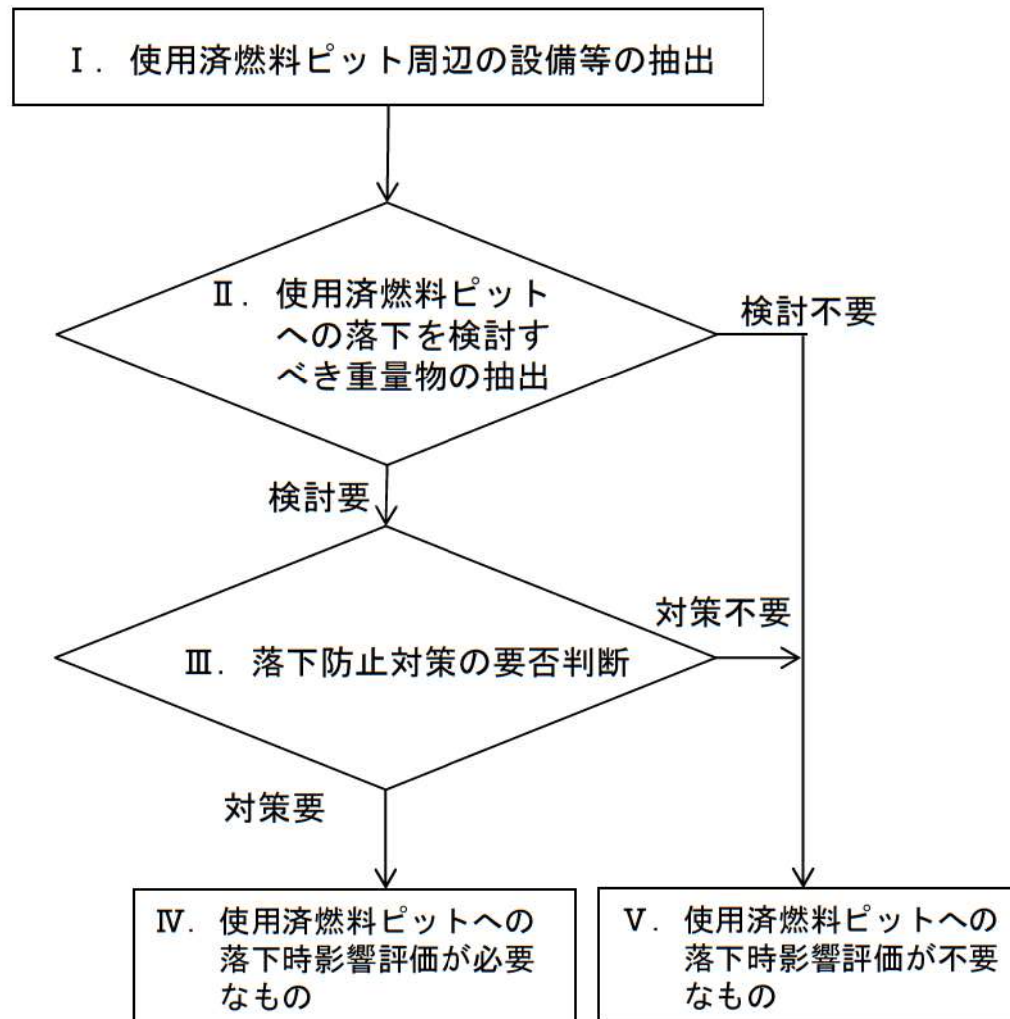 Ⅰ．使用済燃料ピット周辺の設備等の抽出
Ⅱ．使用済燃料ピット
への落下を検討す
べき重量物の抽出
検討不要
検討要
対策不要
Ⅲ．落下防止対策の要否判断
対策要
Ⅳ．使用済燃料ピットへの
落下時影響評価が必要
なもの
Ⅴ．使用済燃料ピットへの
落下時影響評価が不要
なもの